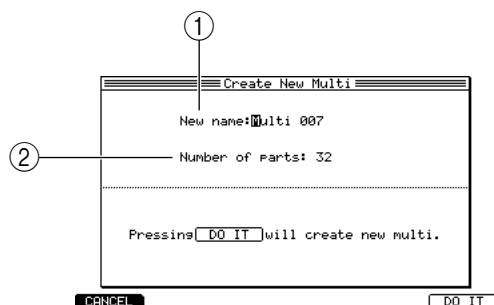 1
Create New Multi
New name:Multi 007
2
Number of parts: 32
Pressing DO IT will create new multi.
CANCEL DO IT